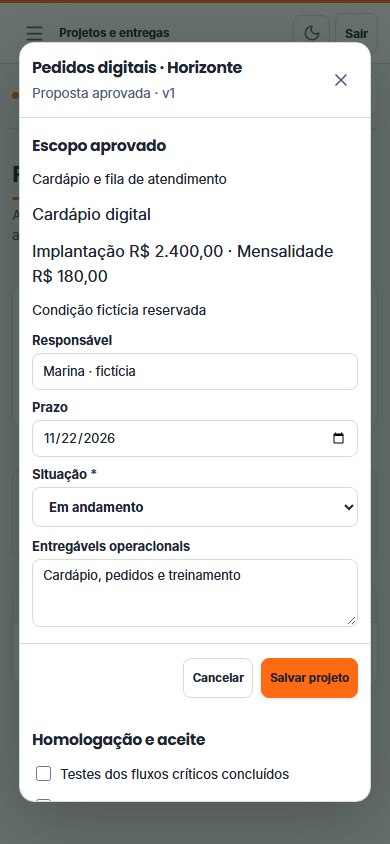 Projetos e entregas
Sair
Pedidos digitais · Horizonte
Proposta aprovada · v1
Escopo aprovado
Cardápio e fila de atendimento
Cardápio digital
Implantação R$ 2.400,00 · Mensalidade
R$ 180,00
Condição fictícia reservada
Responsável
Marina · fictícia
Prazo
11/22/2026
Situação *
Em andamento
Entregáveis operacionais
Cardápio, pedidos e treinamento
Cancelar
Salvar projeto
Homologação e aceite
Testes dos fluxos críticos concluídos